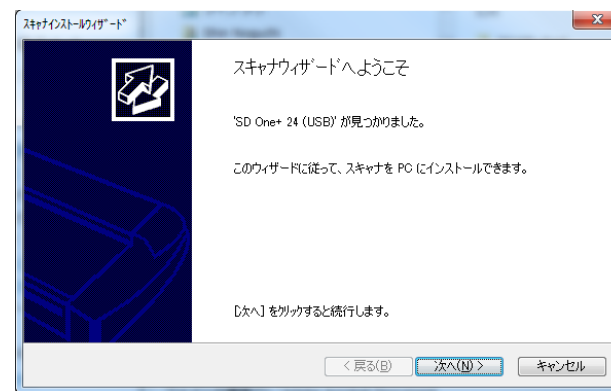 スキャナインストールウィザード
スキャナウィザードへようこそ
'SD One+ 24 (USB)' が見つかりました。
このウィザードに従って、スキャナを PC にインストールできます。
[次へ] をクリックすると続行します。
< 戻る(B)
次へ(N) >
キャンセル